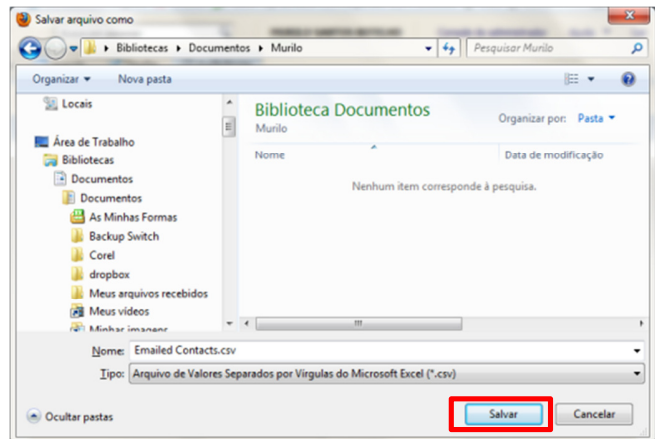 Salvar arquivo como
Bibliotecas ▸ Documentos ▸ Murilo
Pesquisar Murilo
Organizar
Nova pasta
Locais
Área de Trabalho
Bibliotecas
Documentos
Documentos
As Minhas Formas
Backup Switch
Corel
dropbox
Meus arquivos recebidos
Meus vídeos
Minhar imagens
Biblioteca Documentos
Murilo
Organizar por: Pasta
Nome
Data de modificação
Nenhum item corresponde à pesquisa.
Nome: Emailed Contacts.csv
Tipo: Arquivo de Valores Separados por Vírgulas do Microsoft Excel (*.csv)
Ocultar pastas
Salvar
Cancelar